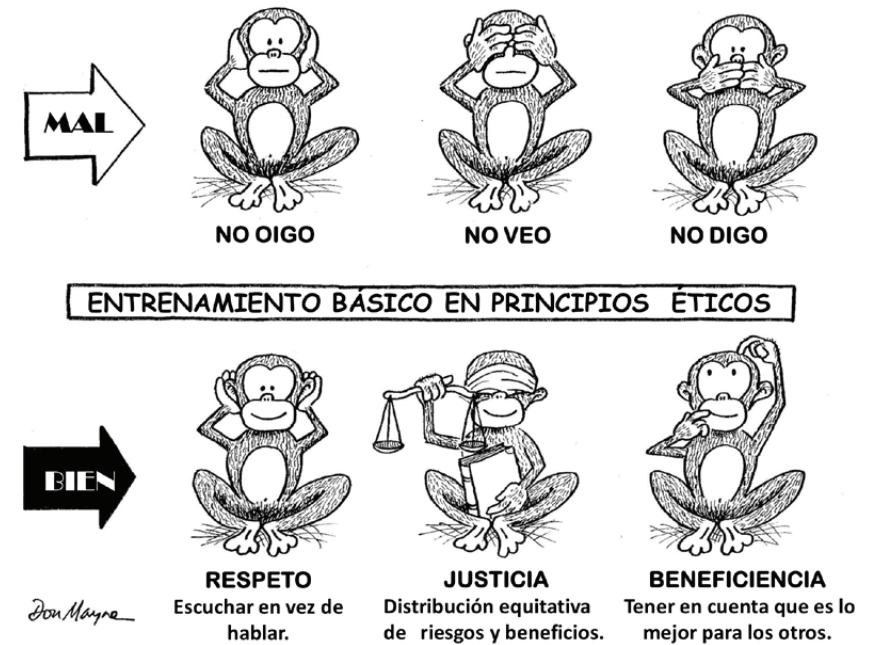 MAL
NO OIGO
NO VEO
NO DIGO
ENTRENAMIENTO BÁSICO EN PRINCIPIOS ÉTICOS
BIEN
RESPETO
Escuchar en vez de
hablar.
JUSTICIA
Distribución equitativa
de riesgos y beneficios.
BENEFICIENCIA
Tener en cuenta que es lo
mejor para los otros.
Don Mayne